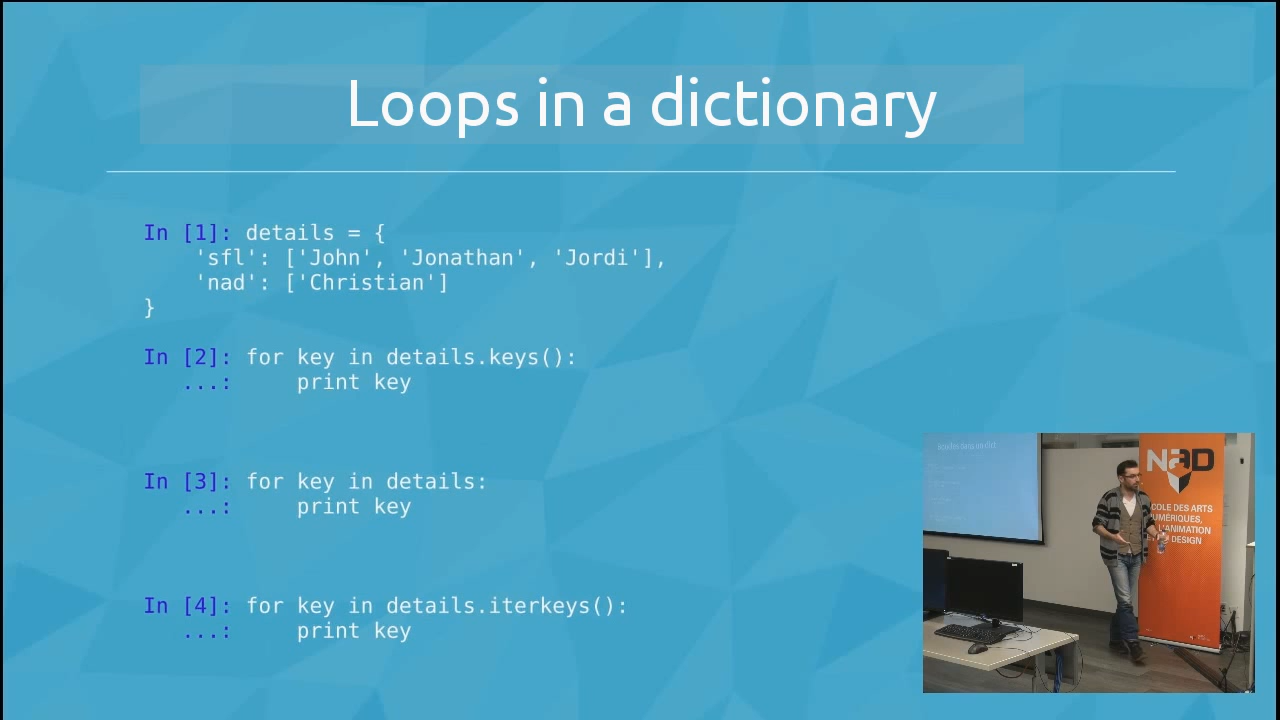 Loops in a dictionary
In [1]: details = {
    'sfl': ['John', 'Jonathan', 'Jordi'],
    'nad': ['Christian']
}
In [2]: for key in details.keys():
   ...:     print key
In [3]: for key in details:
   ...:     print key
In [4]: for key in details.iterkeys():
   ...:     print key
NAD
COLE DES ARTS
UMÉRIQUES,
ANIMATION
DESIGN